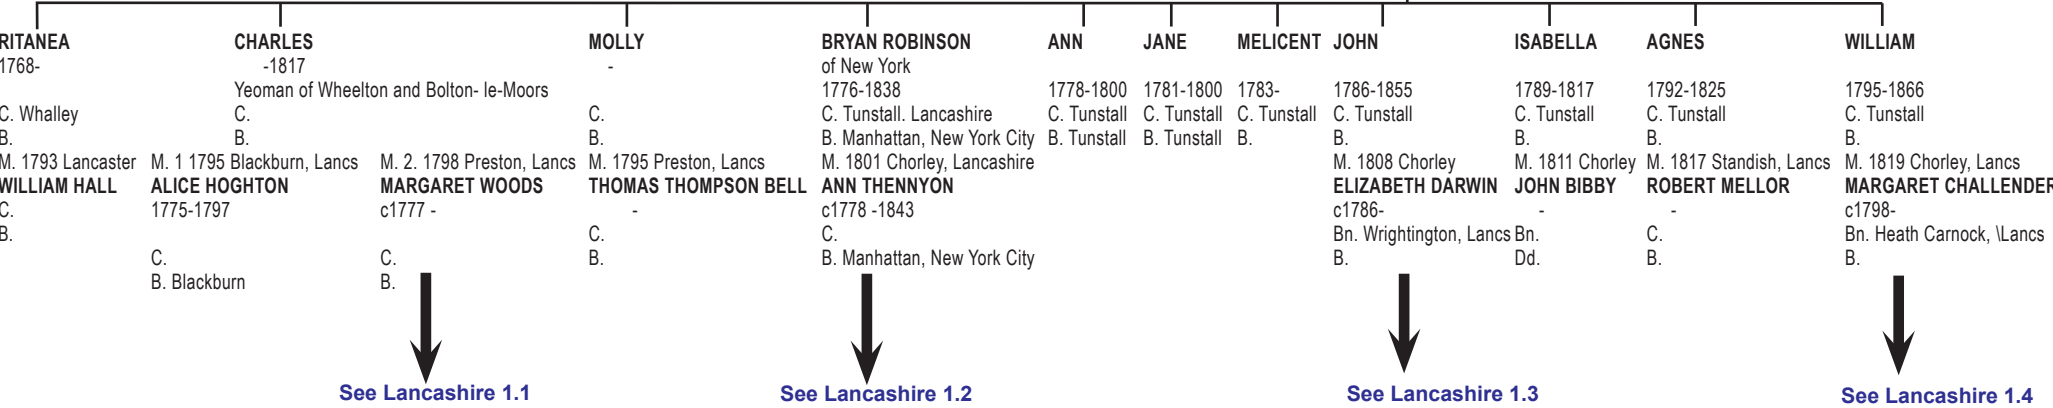 RITANEA CHARLES MOLLY BRYAN ROBINSON ANN JANE MELICENT JOHN ISABELLA AGNES WILLIAM
1768- -1817 - of New York
Yeoman of Wheelton and Bolton- le-Moors 1776-1838 1778-1800 1781-1800 1783- 1786-1855 1789-1817 1792-1825 1795-1866
C. Whalley C. C. C. Tunstall. Lancashire C. Tunstall C. Tunstall C. Tunstall C. Tunstall C. Tunstall C. Tunstall C. Tunstall
B. B. B. B. Manhattan, New York City B. Tunstall B. Tunstall B. B. B. B. B.
M. 1793 Lancaster M. 1 1795 Blackburn, Lancs M. 2. 1798 Preston, Lancs M. 1795 Preston, Lancs M. 1801 Chorley, Lancashire M. 1808 Chorley M. 1811 Chorley M. 1817 Standish, Lancs M. 1819 Chorley, Lancs
WILLIAM HALL ALICE HOGHTON MARGARET WOODS THOMAS THOMPSON BELL ANN THENNYON ELIZABETH DARWIN JOHN BIBBY ROBERT MELLOR MARGARET CHALLENDER
C. 1775-1797 c1777 - - c1778 -1843 c1786- - - c1798-
B. C. C. Bn. Wrightington, Lancs Bn. C. Bn. Heath Carnock, \Lancs
C. C. B. B. Manhattan, New York City B. Dd. B. B.
B. Blackburn B.
See Lancashire 1.1 See Lancashire 1.2 See Lancashire 1.3 See Lancashire 1.4